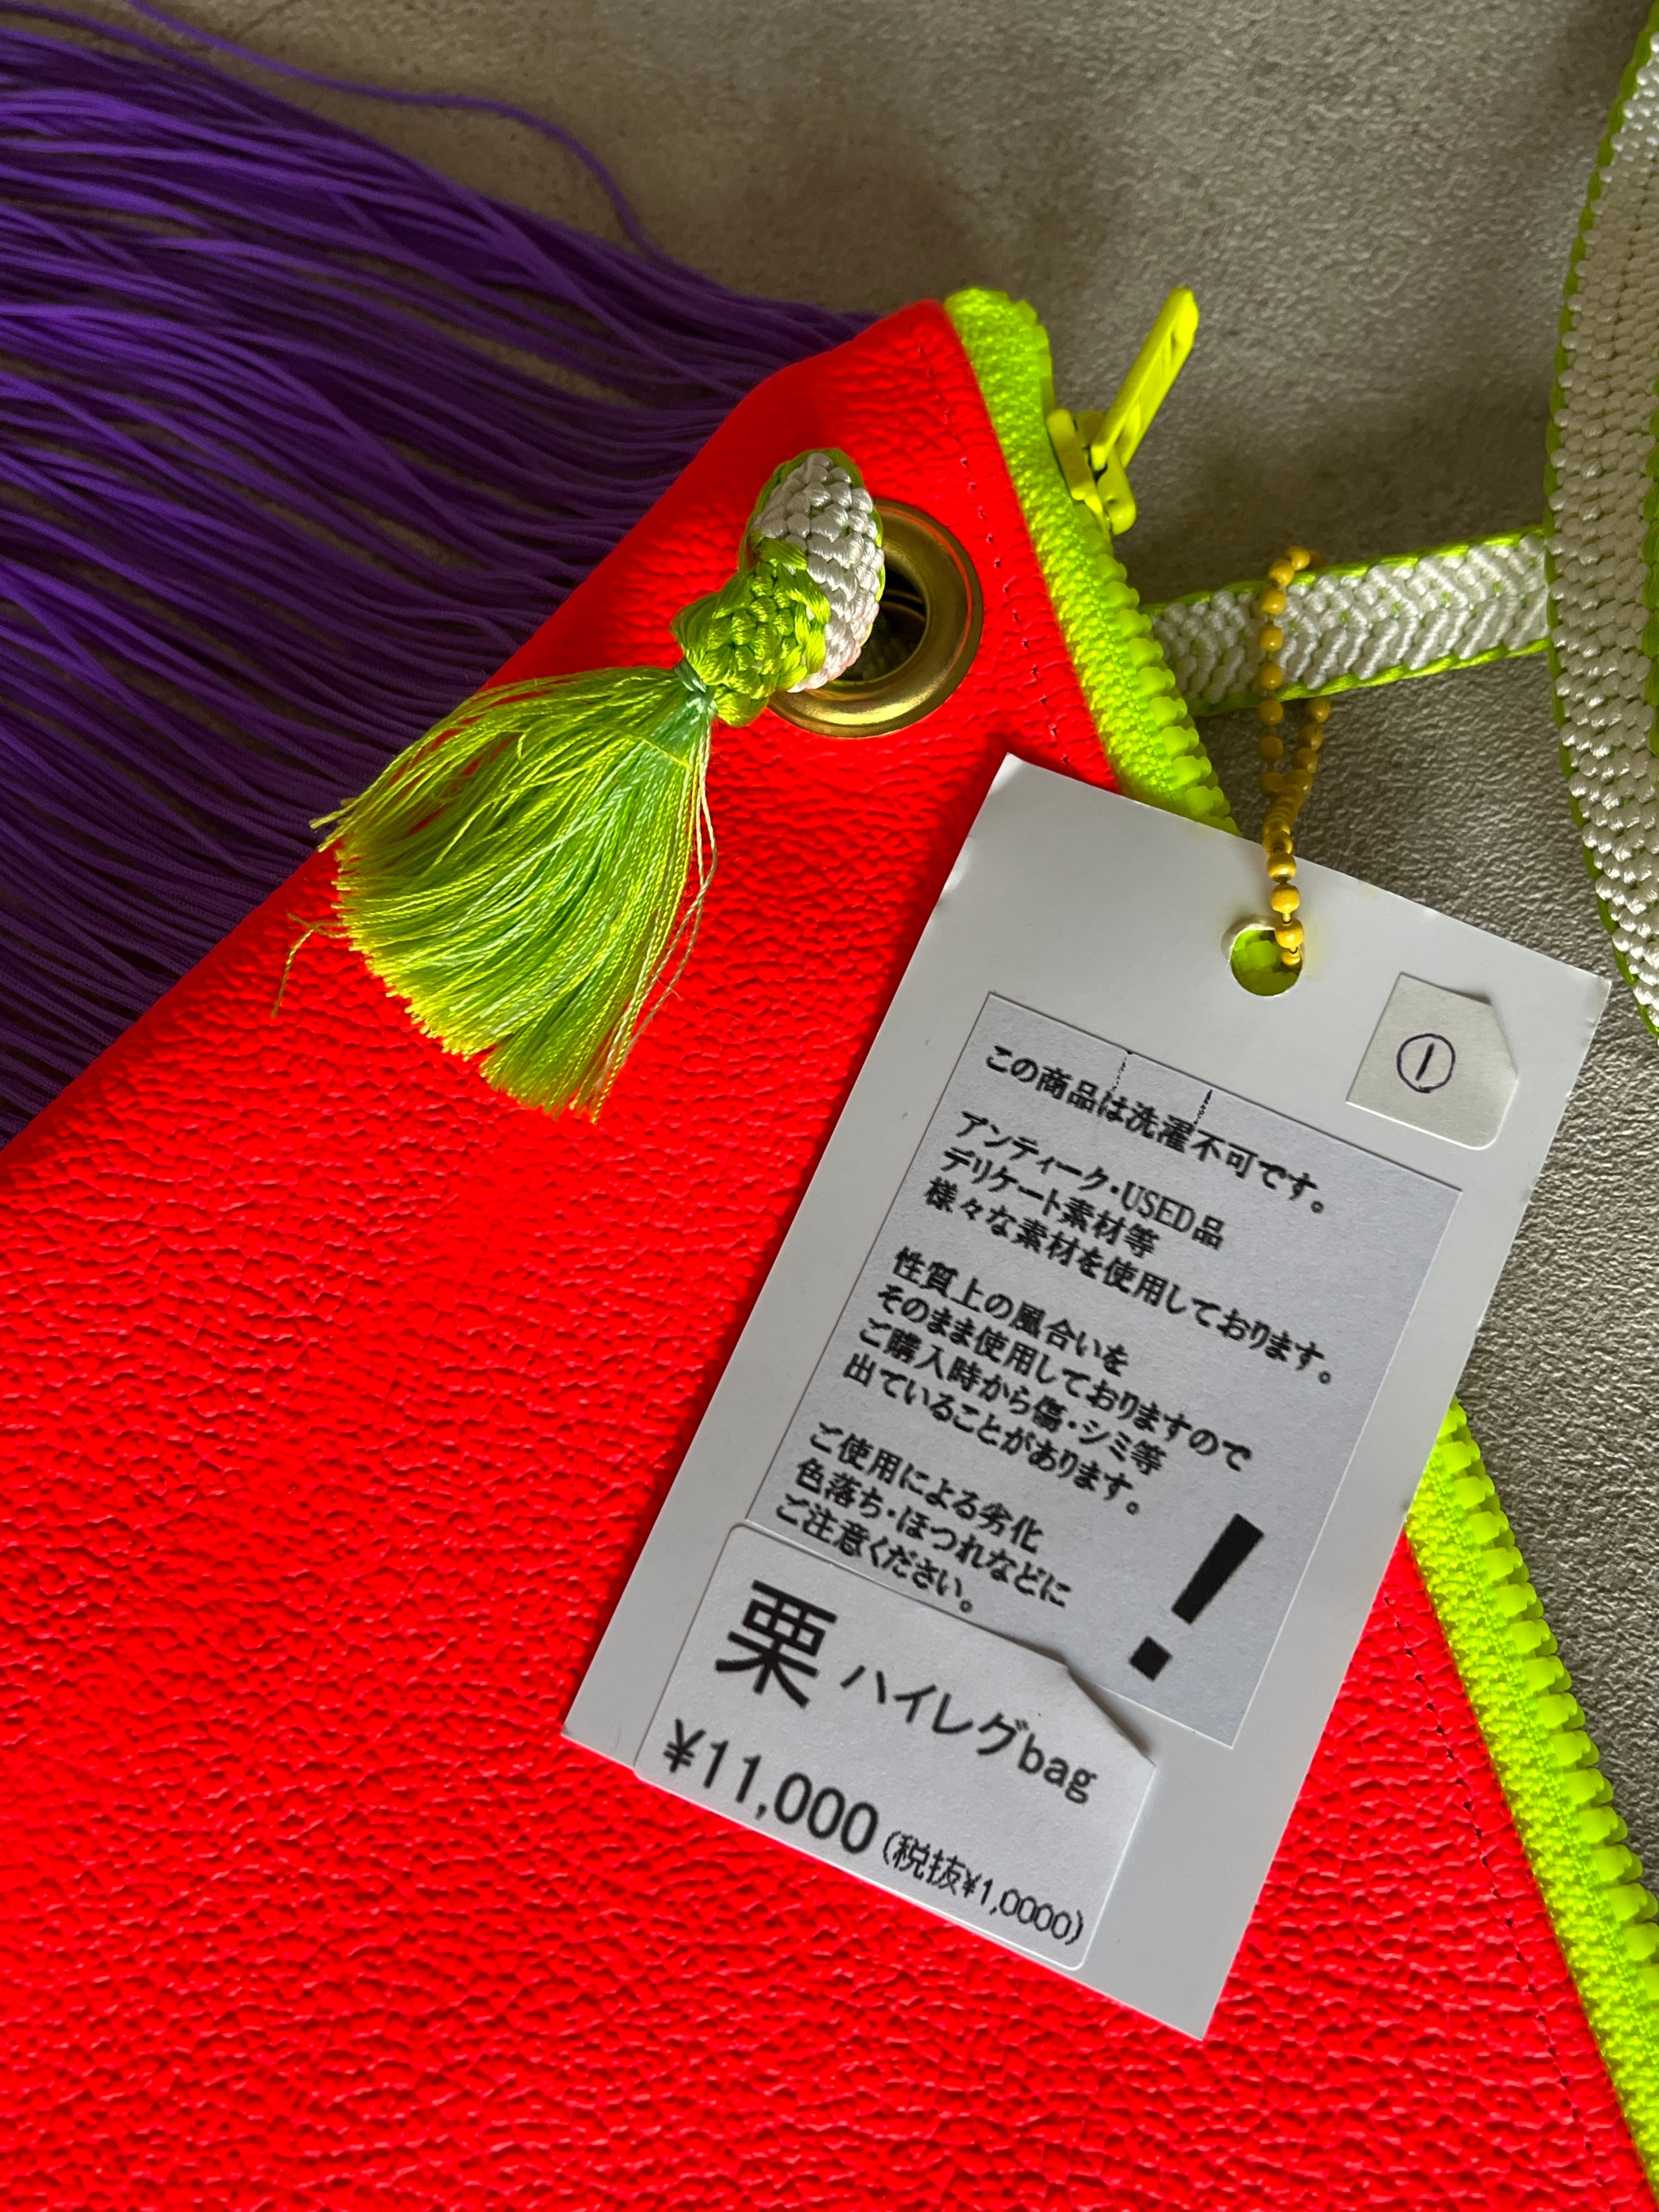 ①
この商品は洗濯不可です。
アンティーク・USED品
デリケート素材等
様々な素材を使用しております。
性質上の風合いを
そのまま使用しておりますので
ご購入時から傷・シミ等
出ていることがあります。
ご使用による劣化
色落ち・ほつれなどに
ご注意ください。
!
栗 ハイレグbag
¥11,000(税抜¥1,0000)